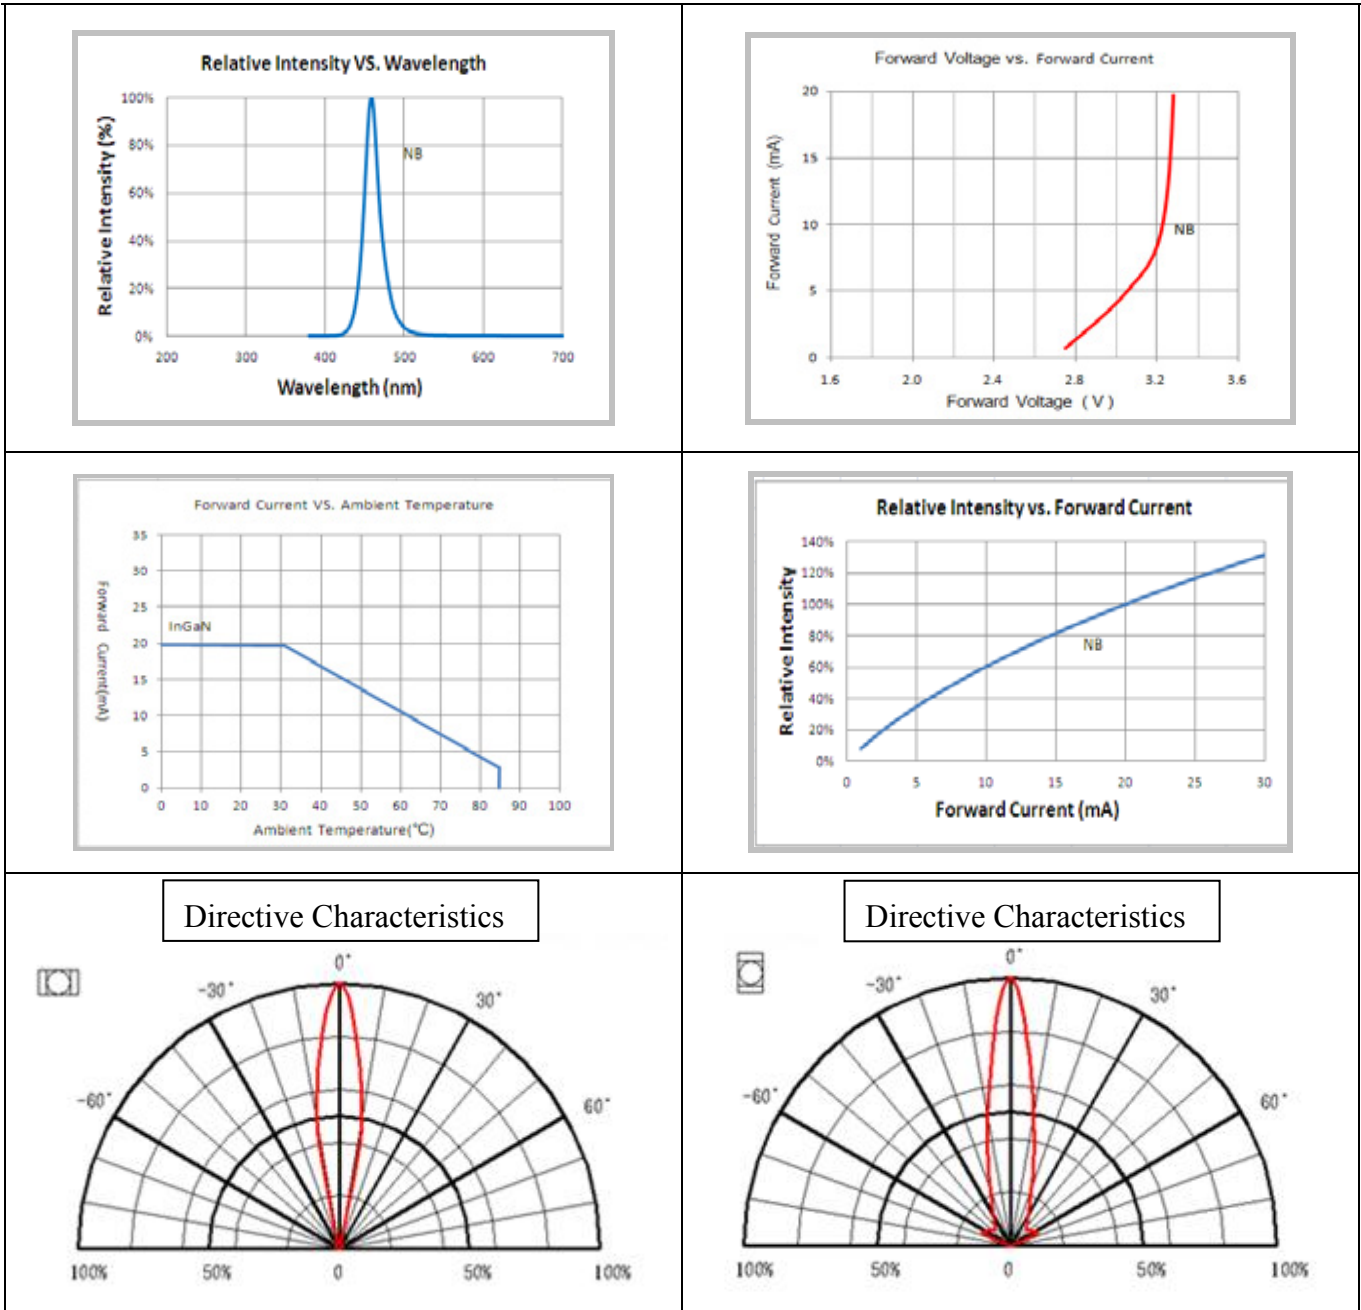 Relative Intensity VS. Wavelength
Relative Intensity (%)
100%
80%
60%
40%
20%
0%
NB
200 300 400 500 600 700
Wavelength (nm)
Forward Voltage vs. Forward Current
Forward Current (mA)
20
15
10
5
0
NB
1.6 2.0 2.4 2.8 3.2 3.6
Forward Voltage ( V )
Forward Current VS. Ambient Temperature
Forward Current(mA)
35
30
25
20
15
10
5
0
InGaN
0 10 20 30 40 50 60 70 80 90 100
Ambient Temperature(℃)
Relative Intensity vs. Forward Current
Relative Intensity
140%
120%
100%
80%
60%
40%
20%
0%
NB
0 5 10 15 20 25 30
Forward Current (mA)
Directive Characteristics
0°
-30° 30°
-60° 60°
100% 50% 0 50% 100%
Directive Characteristics
0°
-30° 30°
-60° 60°
100% 50% 0 50% 100%